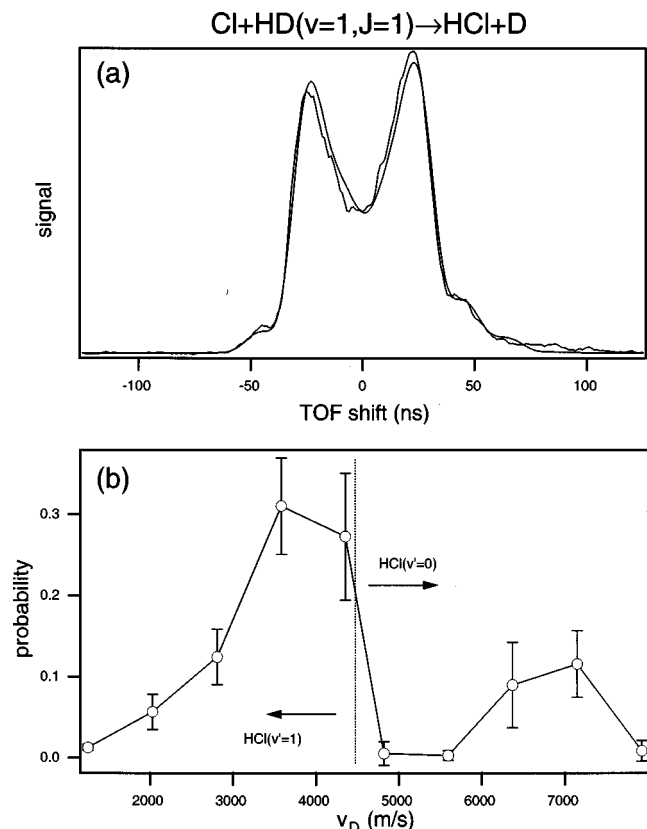 Cl+HD(v=1,J=1)→HCl+D
(a)
signal
-100 -50 0 50 100
TOF shift (ns)
(b)
0.3
0.2
0.1
0.0
probability
HCl(v'=0)
HCl(v'=1)
2000 3000 4000 5000 6000 7000
v_D (m/s)